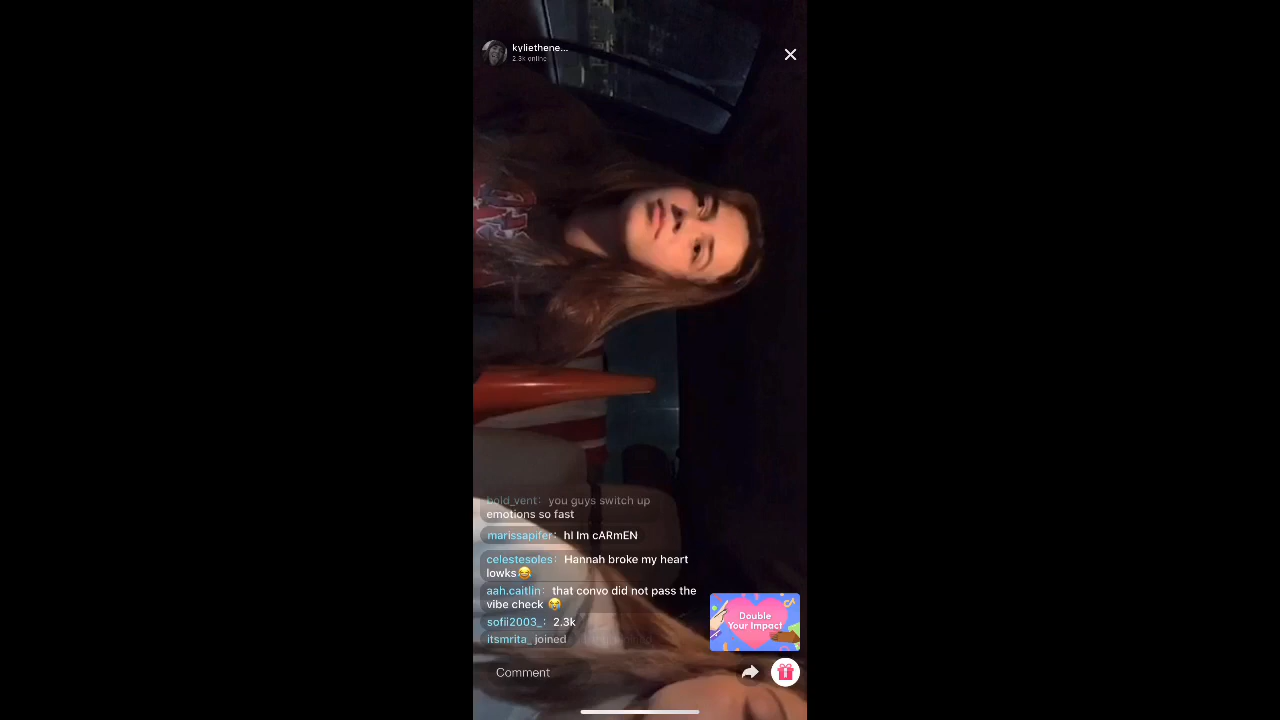 kyliethene...
2.3k online
bold_vent: you guys switch up
emotions so fast
marissapifer: hI Im cARmEN
celestesoles: Hannah broke my heart
lowks😂
aah.caitlin: that convo did not pass the
vibe check 😭
sofii2003_: 2.3k
itsmrita_ joined
Double
Your Impact
Comment